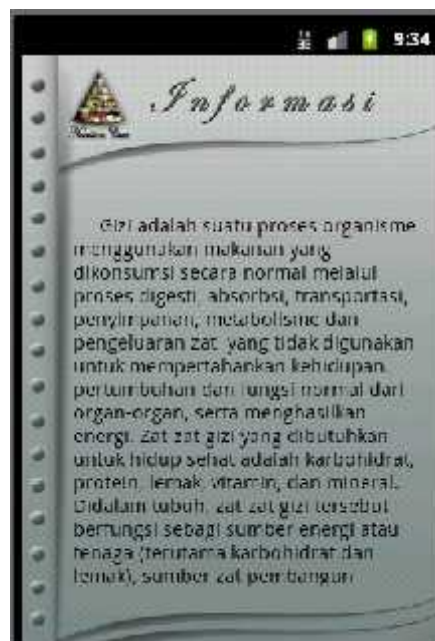 9:34
Informasi
Gizi adalah suatu proses organisme
menggunakan makanan yang
dikonsumsi secara normal melalui
proses digesti, absorbsi, transportasi,
penyimpanan, metabolisme dan
pengeluaran zat yang tidak digunakan
untuk mempertahankan kehidupan,
pertumbuhan dan fungsi normal dari
organ-organ, serta menghasilkan
energi. Zat zat gizi yang dibutuhkan
untuk hidup sehat adalah karbohidrat,
protein, lemak, vitamin, dan mineral.
Didalam tubuh, zat zat gizi tersebut
berfungsi sebagi sumber energi atau
tenaga (terutama karbohidrat dan
lemak), sumber zat pembangun